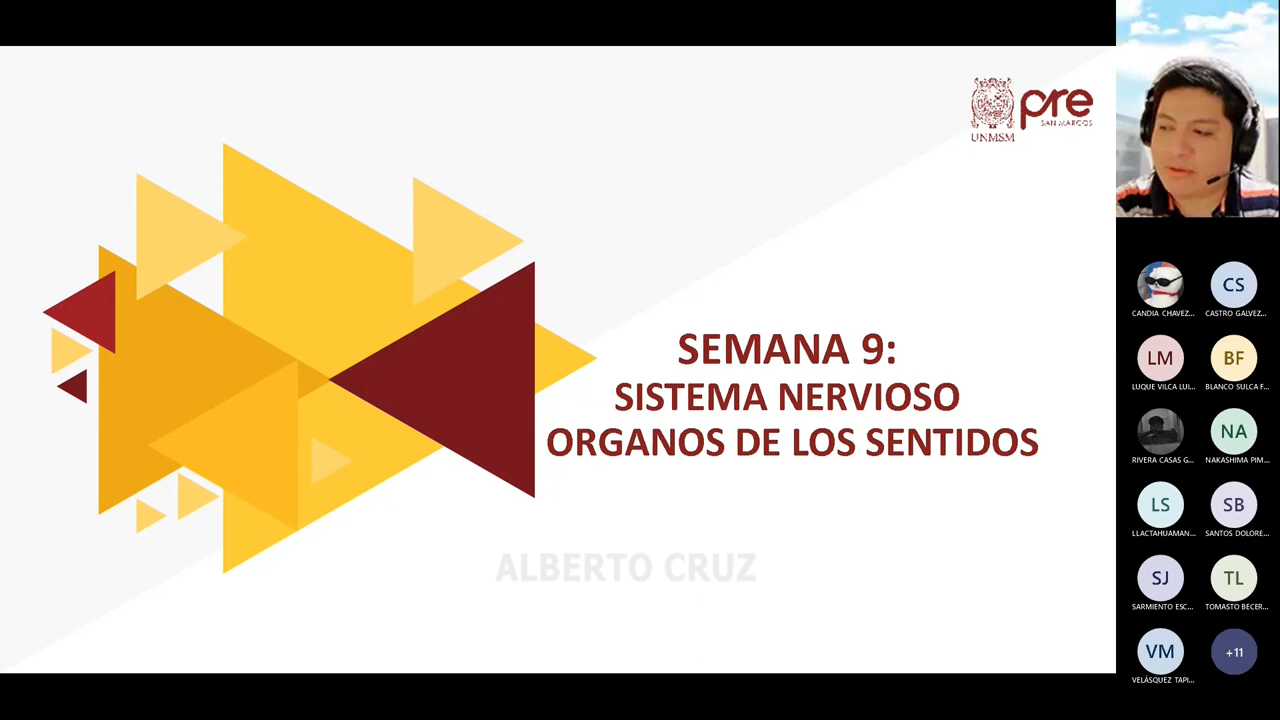 pre
SAN MARCOS
UNMSM
SEMANA 9:
SISTEMA NERVIOSO
ORGANOS DE LOS SENTIDOS
ALBERTO CRUZ
CANDIA CHAVEZ...
CS
CASTRO GALVEZ...
LM
LUQUE VILCA LUI...
BF
BLANCO SULCA F...
RIVERA CASAS G...
NA
NAKASHIMA PIM...
LS
LLACTAHUAMAN...
SB
SANTOS DOLORE...
SJ
SARMIENTO ESC...
TL
TOMASTO BECER...
VM
VELÁSQUEZ TAPI...
+11